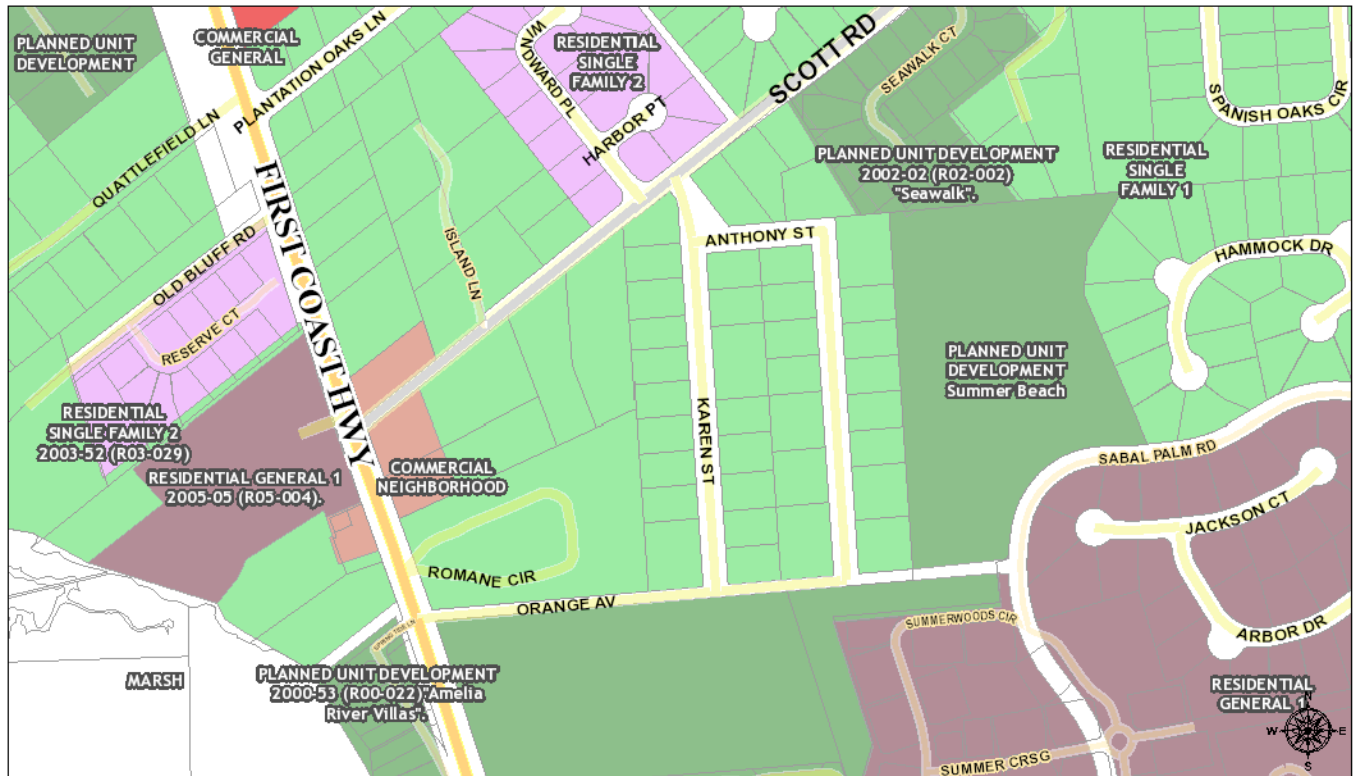 PLANNED UNIT
DEVELOPMENT
COMMERCIAL
GENERAL
PLANTATION OAKS LN
WINDWARD PL
RESIDENTIAL
SINGLE
FAMILY 2
HARBOR PT
SCOTT RD
SEAWALK CT
SPANISH OAKS CIR
QUATTLEFIELD LN
PLANNED UNIT DEVELOPMENT
2002-02 (R02-002)
"Seawalk".
RESIDENTIAL
SINGLE
FAMILY 1
FIRST COAST HWY
ISLAND LN
OLD BLUFF RD
ANTHONY ST
HAMMOCK DR
RESERVE CT
PLANNED UNIT
DEVELOPMENT
Summer Beach
RESIDENTIAL
SINGLE FAMILY 2
2003-52 (R03-029)
KAREN ST
SABAL PALM RD
RESIDENTIAL GENERAL 1
2005-05 (R05-004).
COMMERCIAL
NEIGHBORHOOD
JACKSON CT
ROMANE CIR
ORANGE AV
SUMMERWOODS CIR
ARBOR DR
SPRING TIDE LN
MARSH
PLANNED UNIT DEVELOPMENT
2000-53 (R00-022)"Amelia
River Villas".
RESIDENTIAL
GENERAL 1
N
W
E
S
SUMMER CRSG